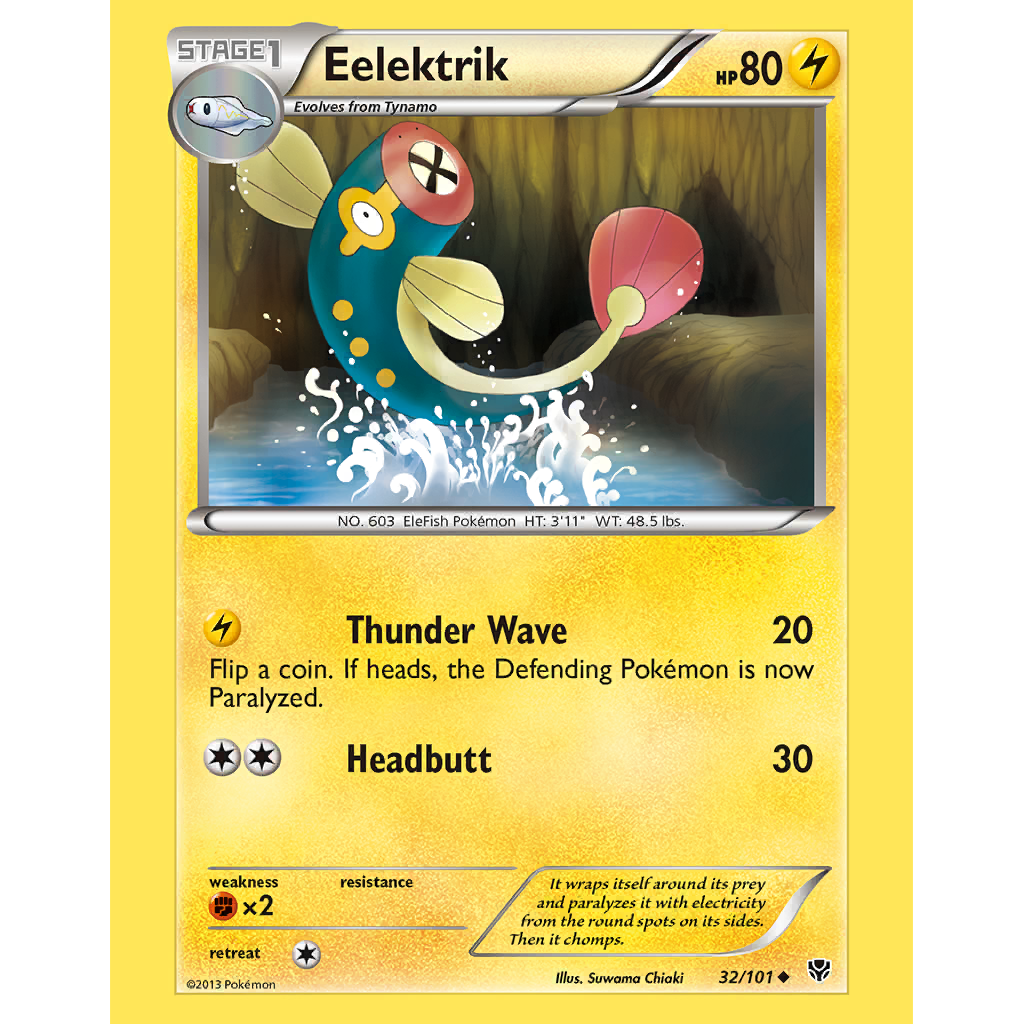 STAGE1
Eelektrik
HP80
Evolves from Tynamo
NO. 603 EleFish Pokémon HT: 3'11" WT: 48.5 lbs.
Thunder Wave 20
Flip a coin. If heads, the Defending Pokémon is now
Paralyzed.
Headbutt 30
weakness resistance
×2
retreat
It wraps itself around its prey
and paralyzes it with electricity
from the round spots on its sides.
Then it chomps.
Illus. Suwama Chiaki 32/101
©2013 Pokémon